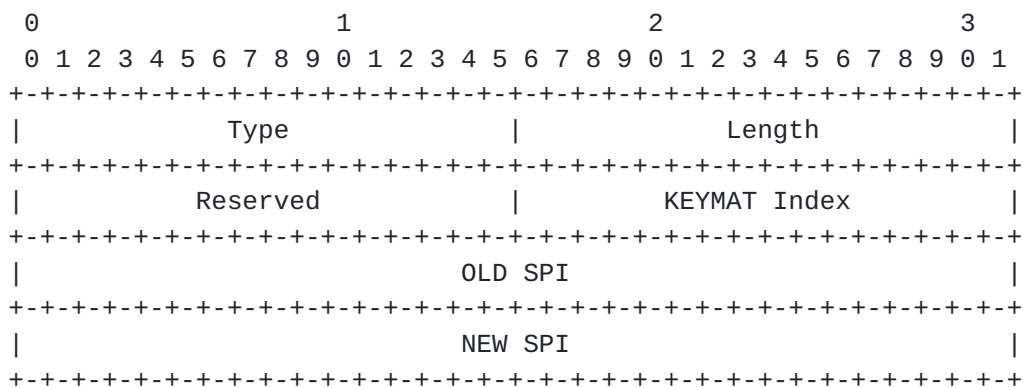 0                   1                   2                   3
 0 1 2 3 4 5 6 7 8 9 0 1 2 3 4 5 6 7 8 9 0 1 2 3 4 5 6 7 8 9 0 1
+-+-+-+-+-+-+-+-+-+-+-+-+-+-+-+-+-+-+-+-+-+-+-+-+-+-+-+-+-+-+-+-+
|             Type              |             Length            |
+-+-+-+-+-+-+-+-+-+-+-+-+-+-+-+-+-+-+-+-+-+-+-+-+-+-+-+-+-+-+-+-+
|           Reserved            |         KEYMAT Index          |
+-+-+-+-+-+-+-+-+-+-+-+-+-+-+-+-+-+-+-+-+-+-+-+-+-+-+-+-+-+-+-+-+
|                            OLD SPI                            |
+-+-+-+-+-+-+-+-+-+-+-+-+-+-+-+-+-+-+-+-+-+-+-+-+-+-+-+-+-+-+-+-+
|                            NEW SPI                            |
+-+-+-+-+-+-+-+-+-+-+-+-+-+-+-+-+-+-+-+-+-+-+-+-+-+-+-+-+-+-+-+-+